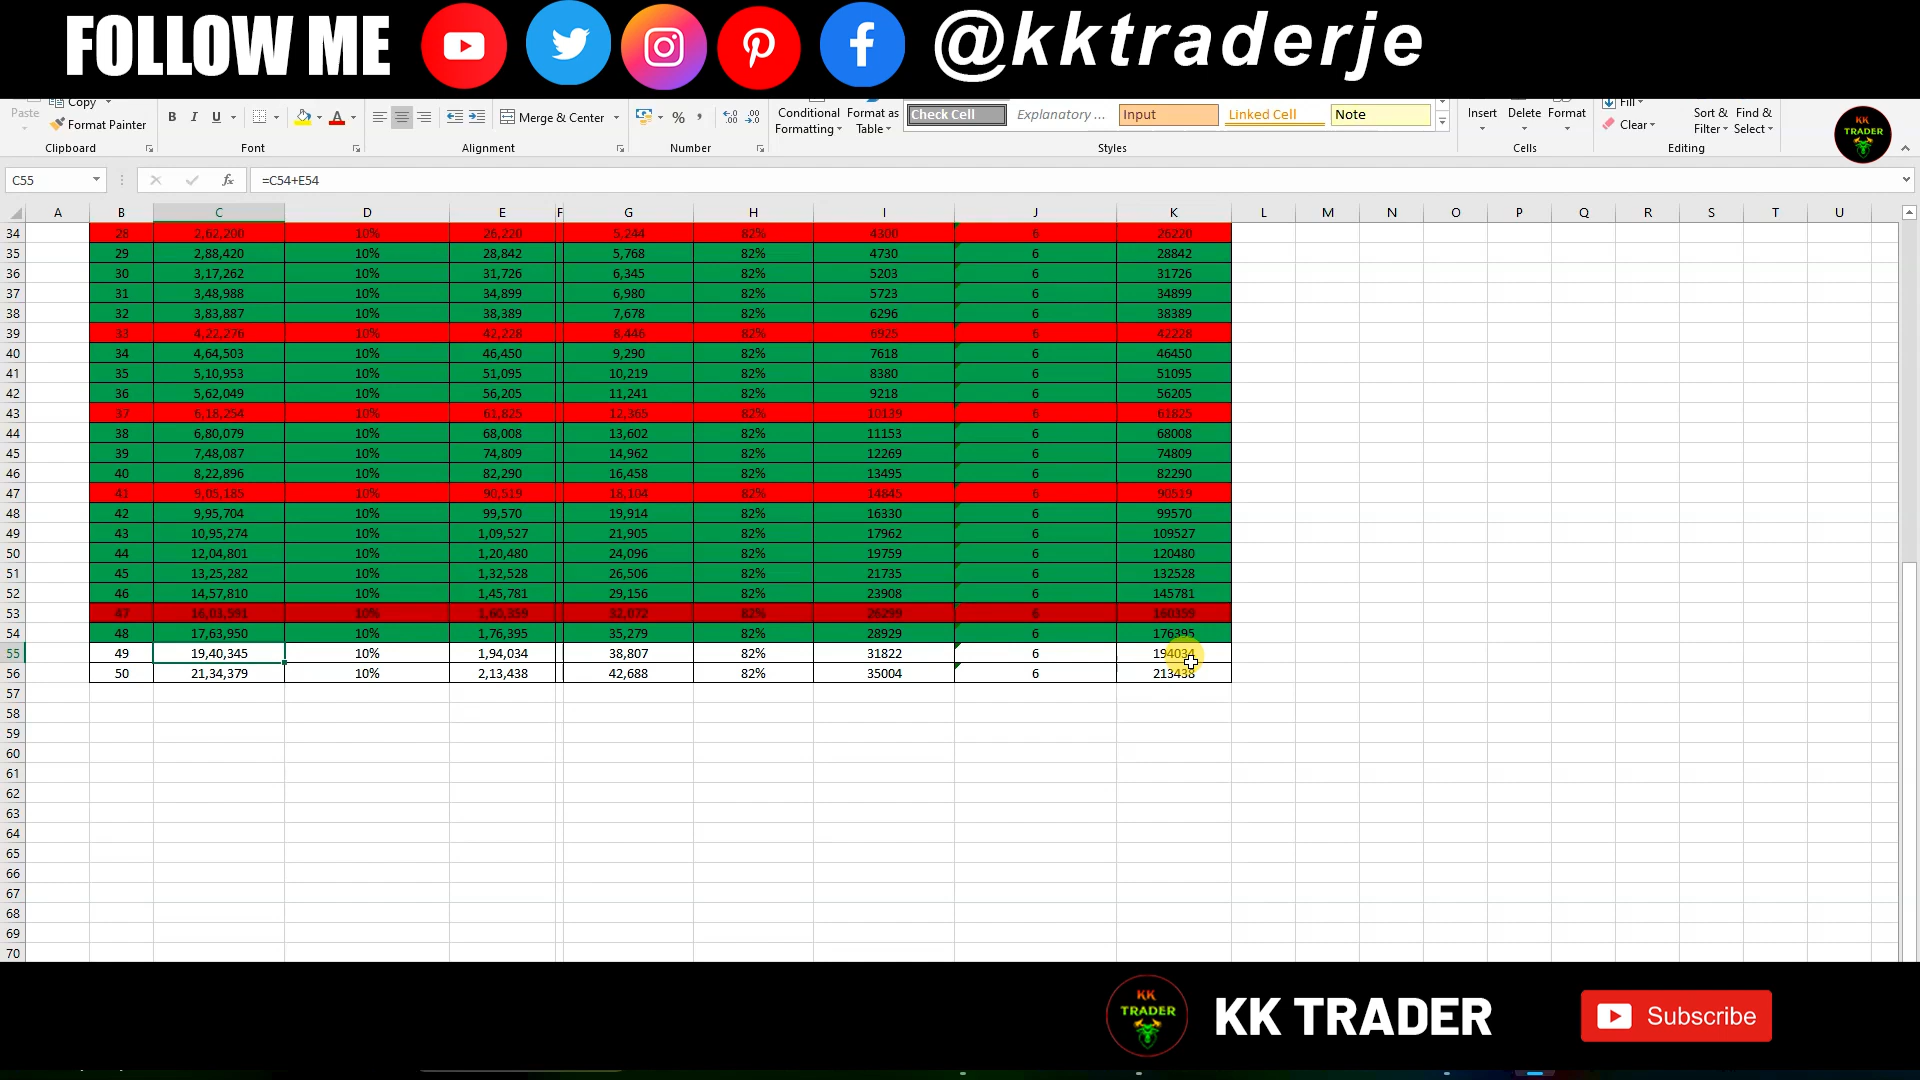 FOLLOW ME @kktraderje
Paste Copy Format Painter
B I U A Merge & Center % , Conditional Formatting Format as Table Check Cell Explanatory ... Input Linked Cell Note Insert Delete Format Fill Clear Sort & Filter Find & Select KK TRADER
Clipboard Font Alignment Number Styles Cells Editing
C55 fx =C54+E54
A B C D E F G H I J K L M N O P Q R S T U
34 28 2,62,200 10% 26,220 5,244 82% 4300 6 26220
35 29 2,88,420 10% 28,842 5,768 82% 4730 6 28842
36 30 3,17,262 10% 31,726 6,345 82% 5203 6 31726
37 31 3,48,988 10% 34,899 6,980 82% 5723 6 34899
38 32 3,83,887 10% 38,389 7,678 82% 6296 6 38389
39 33 4,22,276 10% 42,228 8,446 82% 6925 6 42228
40 34 4,64,503 10% 46,450 9,290 82% 7618 6 46450
41 35 5,10,953 10% 51,095 10,219 82% 8380 6 51095
42 36 5,62,049 10% 56,205 11,241 82% 9218 6 56205
43 37 6,18,254 10% 61,825 12,365 82% 10139 6 61825
44 38 6,80,079 10% 68,008 13,602 82% 11153 6 68008
45 39 7,48,087 10% 74,809 14,962 82% 12269 6 74809
46 40 8,22,896 10% 82,290 16,458 82% 13495 6 82290
47 41 9,05,185 10% 90,519 18,104 82% 14845 6 90519
48 42 9,95,704 10% 99,570 19,914 82% 16330 6 99570
49 43 10,95,274 10% 1,09,527 21,905 82% 17962 6 109527
50 44 12,04,801 10% 1,20,480 24,096 82% 19759 6 120480
51 45 13,25,282 10% 1,32,528 26,506 82% 21735 6 132528
52 46 14,57,810 10% 1,45,781 29,156 82% 23908 6 145781
53 47 16,03,591 10% 1,60,359 32,072 82% 26299 6 160359
54 48 17,63,950 10% 1,76,395 35,279 82% 28929 6 176395
55 49 19,40,345 10% 1,94,034 38,807 82% 31822 6 194034
56 50 21,34,379 10% 2,13,438 42,688 82% 35004 6 213438
57
58
59
60
61
62
63
64
65
66
67
68
69
70
KK TRADER KK TRADER Subscribe